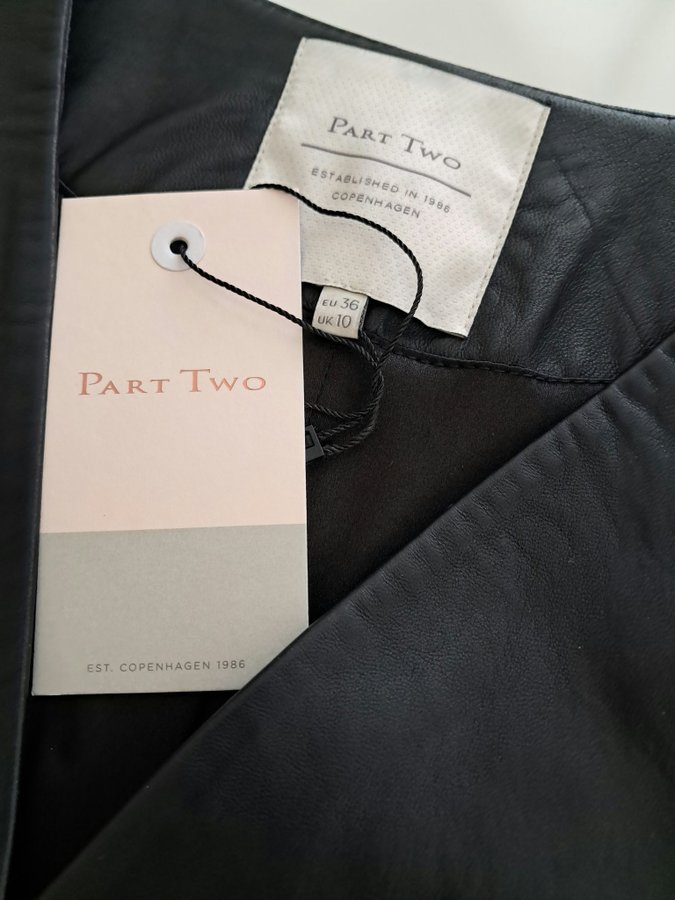 PART TWO
ESTABLISHED IN 1986
COPENHAGEN
EU 36
UK 10
PART TWO
EST. COPENHAGEN 1986